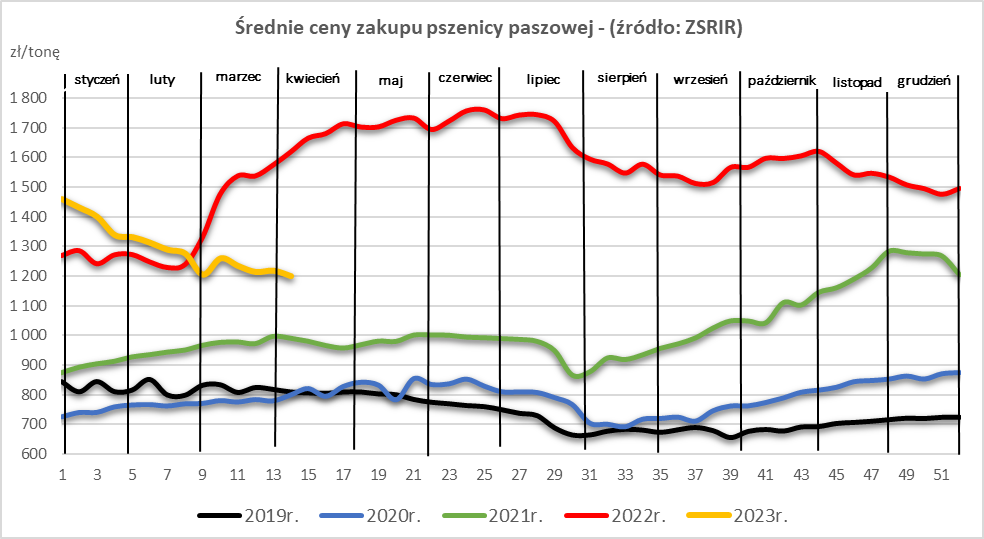 Średnie ceny zakupu pszenicy paszowej - (źródło: ZSRIR)
zł/tonę
styczeń luty marzec kwiecień maj czerwiec lipiec sierpień wrzesień październik listopad grudzień
1 800
1 700
1 600
1 500
1 400
1 300
1 200
1 100
1 000
900
800
700
600
1 3 5 7 9 11 13 15 17 19 21 23 25 27 29 31 33 35 37 39 41 43 45 47 49 51
2019r. 2020r. 2021r. 2022r. 2023r.